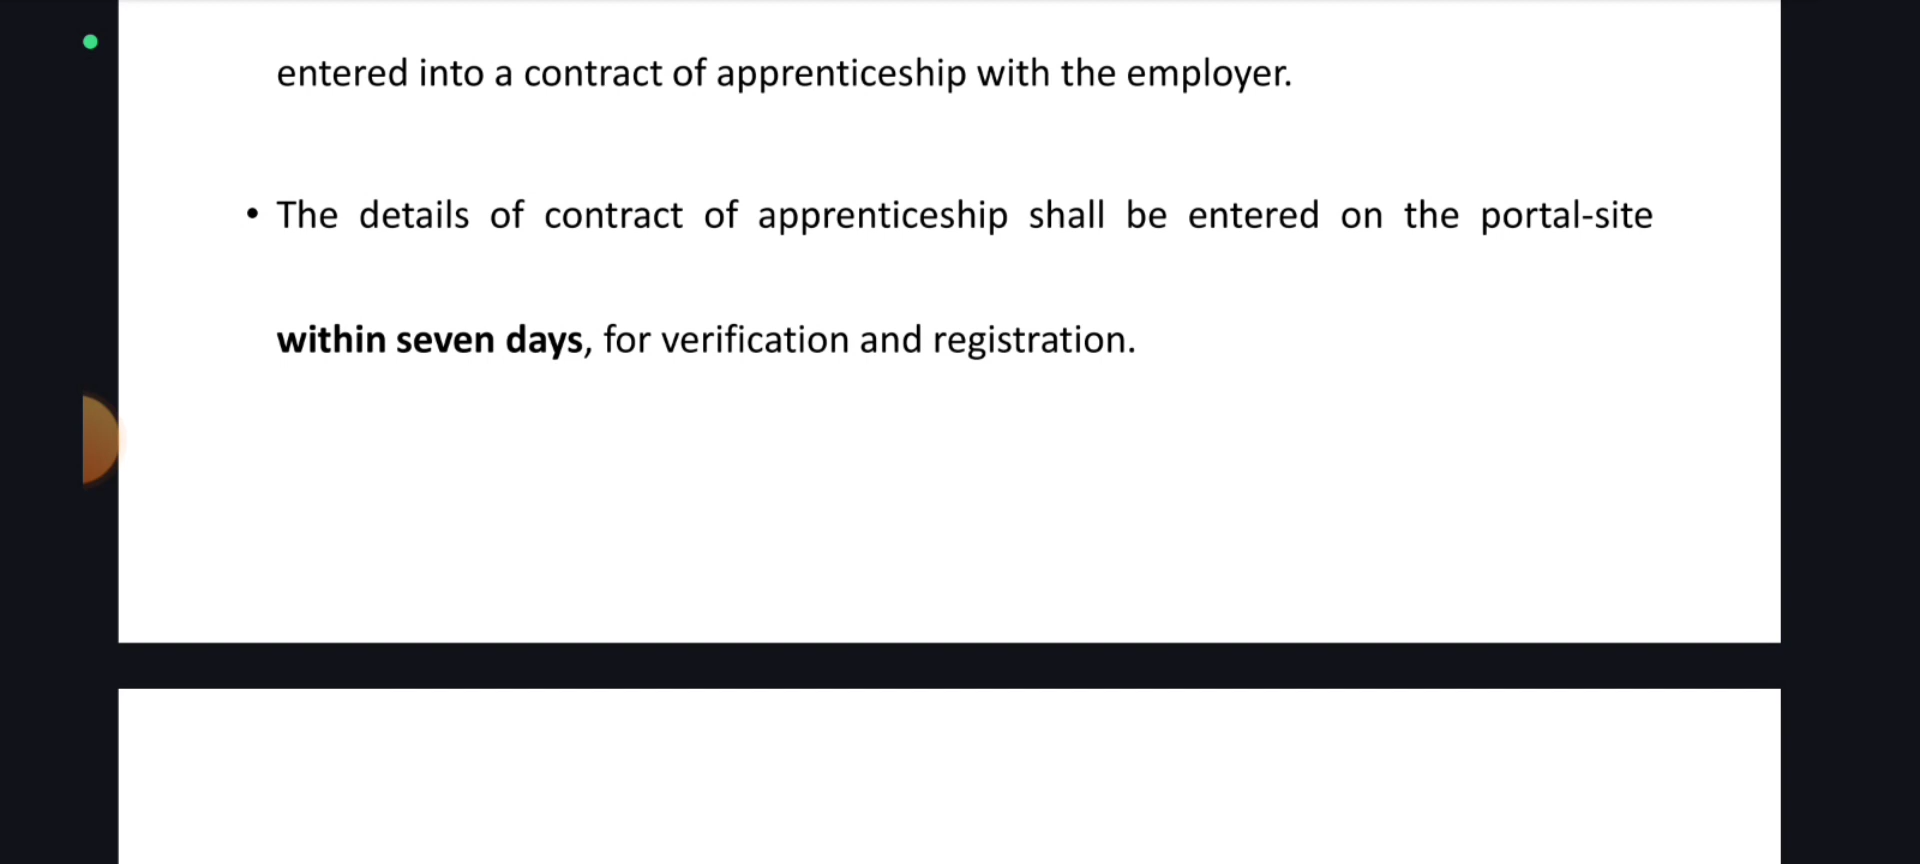 entered into a contract of apprenticeship with the employer.
• The details of contract of apprenticeship shall be entered on the portal-site
within seven days, for verification and registration.